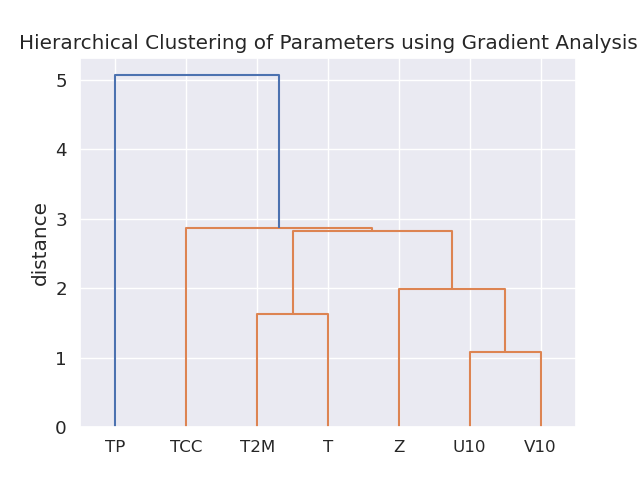 Hierarchical Clustering of Parameters using Gradient Analysis
5
4
3
2
1
0
distance
TP TCC T2M T Z U10 V10